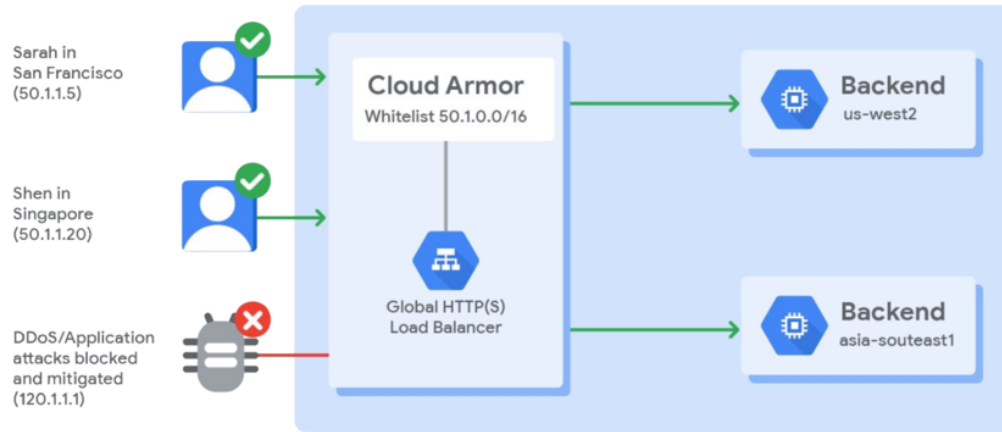 Sarah in
San Francisco
(50.1.1.5)
Shen in
Singapore
(50.1.1.20)
DDoS/Application
attacks blocked
and mitigated
(120.1.1.1)
Cloud Armor
Whitelist 50.1.0.0/16
Global HTTP(S)
Load Balancer
Backend
us-west2
Backend
asia-souteast1